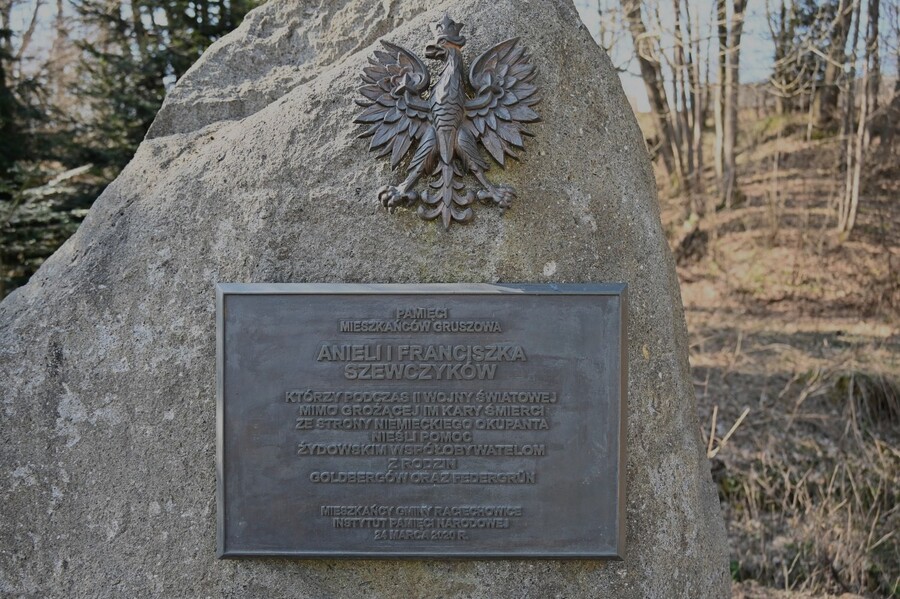 PAMIĘCI
MIESZKAŃCÓW GRUSZOWA
ANIELI I FRANCISZKA
SZEWCZYKÓW
KTÓRZY PODCZAS II WOJNY ŚWIATOWEJ
MIMO GROŻĄCEJ IM KARY ŚMIERCI
ZE STRONY NIEMIECKIEGO OKUPANTA
NIEŚLI POMOC
ŻYDOWSKIM WSPÓŁOBYWATELOM
Z RODZIN
GOLDBERGÓW ORAZ FEDERGRÜN
MIESZKAŃCY GMINY RACIECHOWICE
INSTYTUT PAMIĘCI NARODOWEJ
24 MARCA 2020 R.